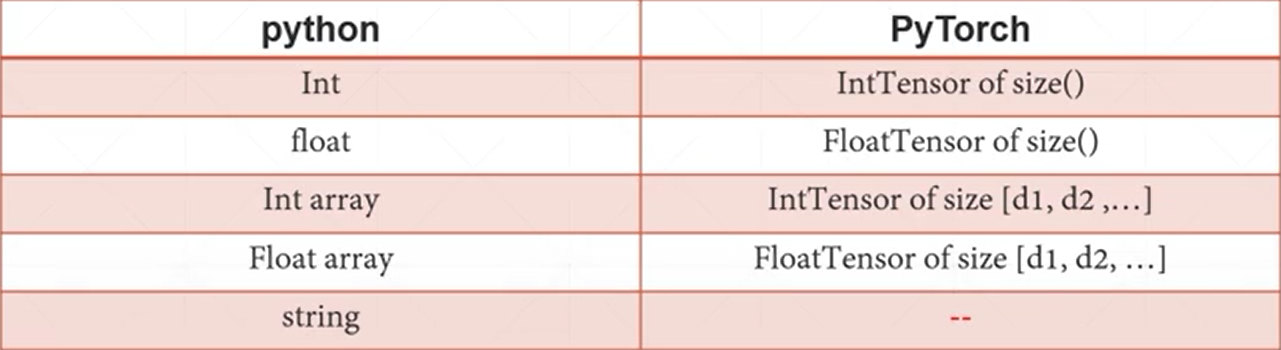 python PyTorch
Int IntTensor of size()
float FloatTensor of size()
Int array IntTensor of size [d1, d2 ,...]
Float array FloatTensor of size [d1, d2, ...]
string --